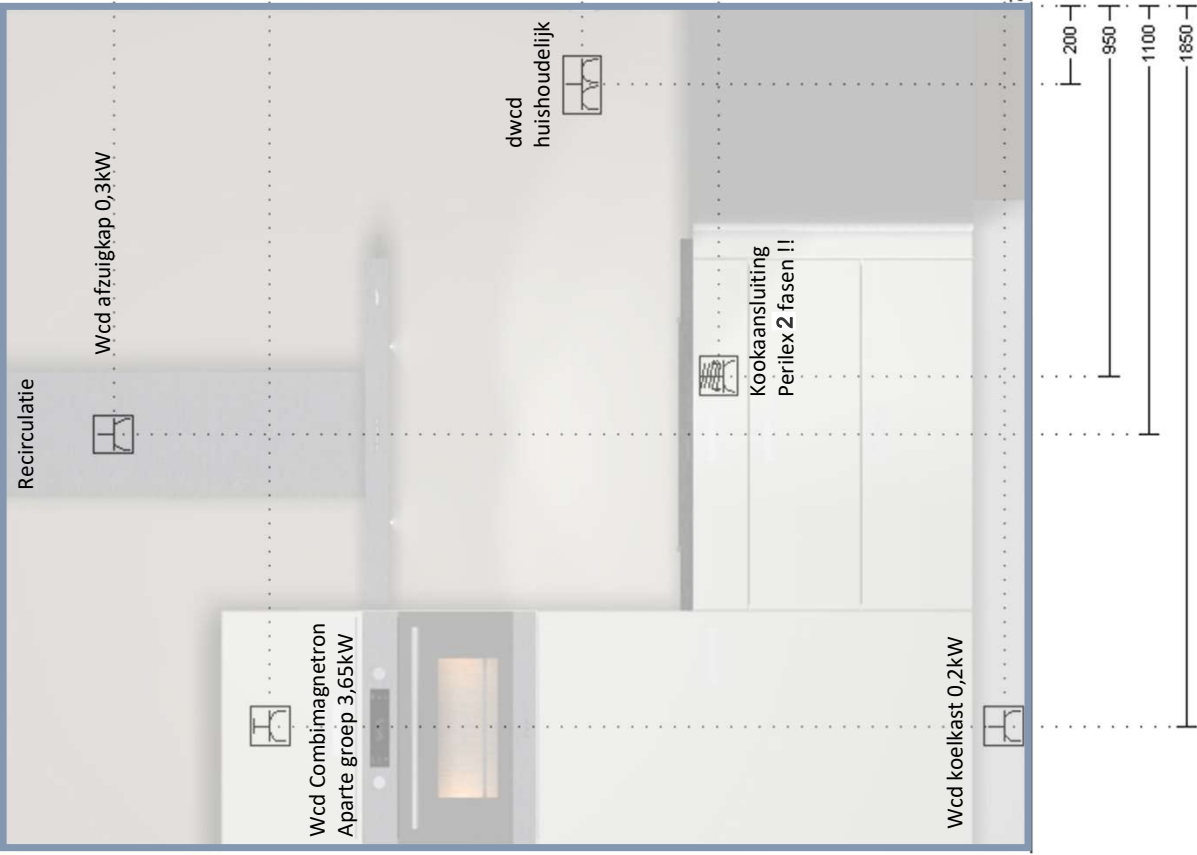 Recirculatie
Wcd afzuigkap 0,3kW
dwcd
huishoudelijk
Wcd Combimagnetron
Aparte groep 3,65kW
Kookaansluiting
Perilex 2 fasen !!
Wcd koelkast 0,2kW
200
950
1100
1850